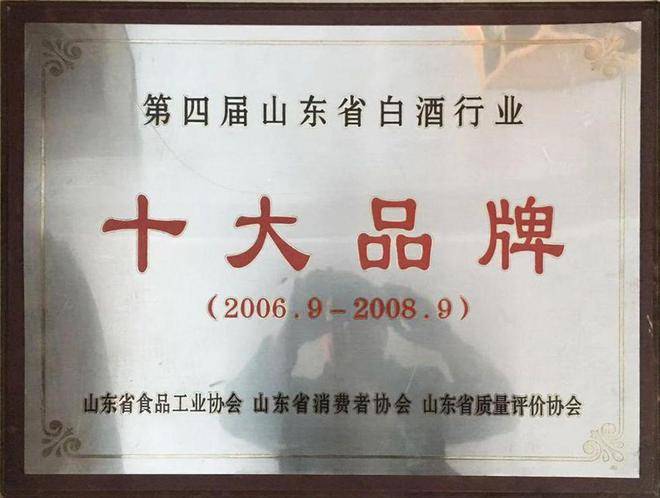 第四届山东省白酒行业
十大品牌
(2006.9-2008.9)
山东省食品工业协会 山东省消费者协会 山东省质量评价协会